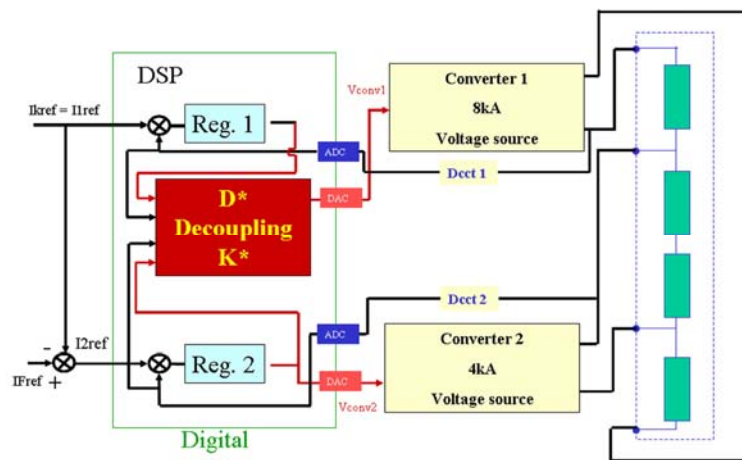 DSP
Ikref = I1ref
Reg. 1
Vconv1
Converter 1
8kA
Voltage source
ADC
Dcct 1
DAC
D*
Decoupling
K*
Dcct 2
ADC
-
I2ref
IFref
+
Reg. 2
DAC
Vconv2
Converter 2
4kA
Voltage source
Digital